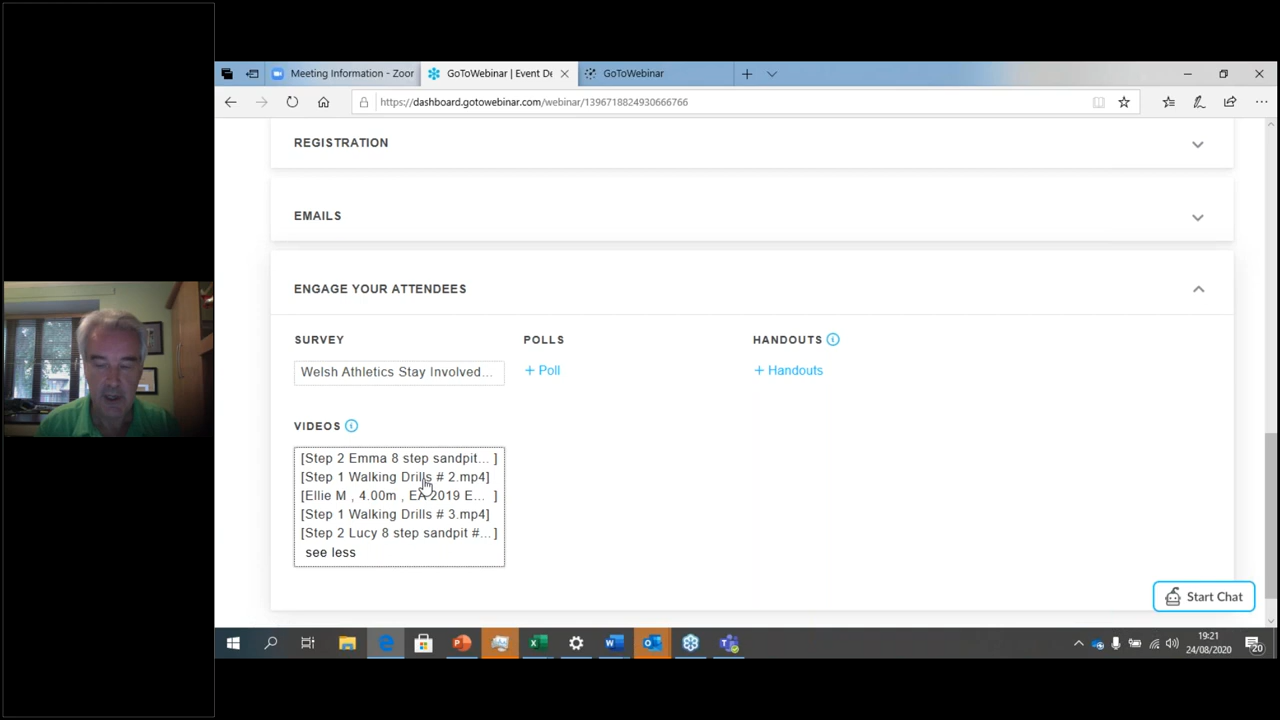 Meeting Information - Zoor
GoToWebinar | Event De
GoToWebinar
https://dashboard.gotowebinar.com/webinar/1396718824930666766
REGISTRATION
EMAILS
ENGAGE YOUR ATTENDEES
SURVEY
POLLS
HANDOUTS
Welsh Athletics Stay Involved...
+ Poll
+ Handouts
VIDEOS
[Step 2 Emma 8 step sandpit... ]
[Step 1 Walking Drills # 2.mp4]
[Ellie M , 4.00m , EA 2019 E... ]
[Step 1 Walking Drills # 3.mp4]
[Step 2 Lucy 8 step sandpit #... ]
see less
Start Chat
19:21
24/08/2020
20